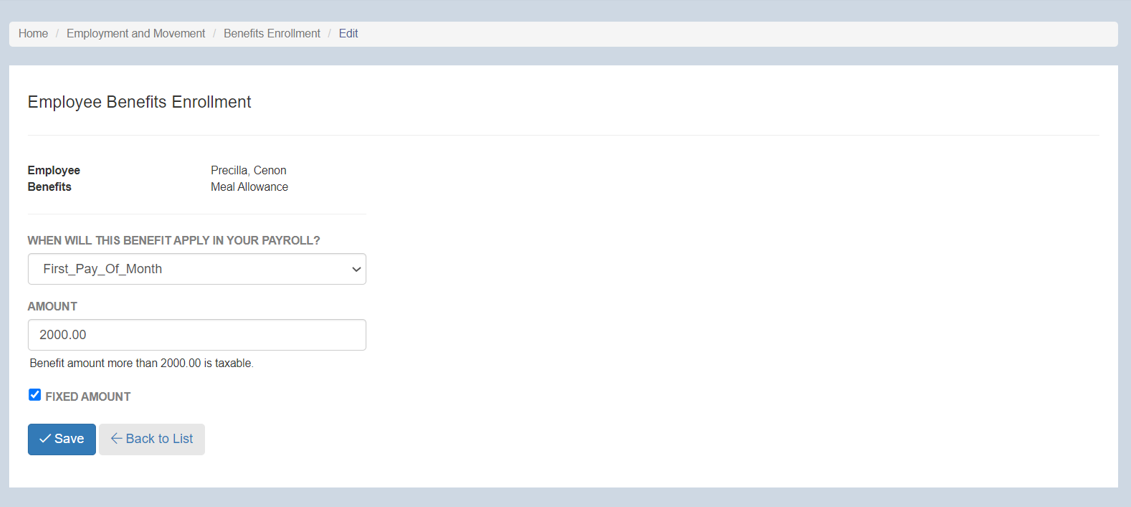 Home / Employment and Movement / Benefits Enrollment / Edit
Employee Benefits Enrollment
Employee Precilla, Cenon
Benefits Meal Allowance
WHEN WILL THIS BENEFIT APPLY IN YOUR PAYROLL?
First_Pay_Of_Month
AMOUNT
2000.00
Benefit amount more than 2000.00 is taxable.
FIXED AMOUNT
Save Back to List